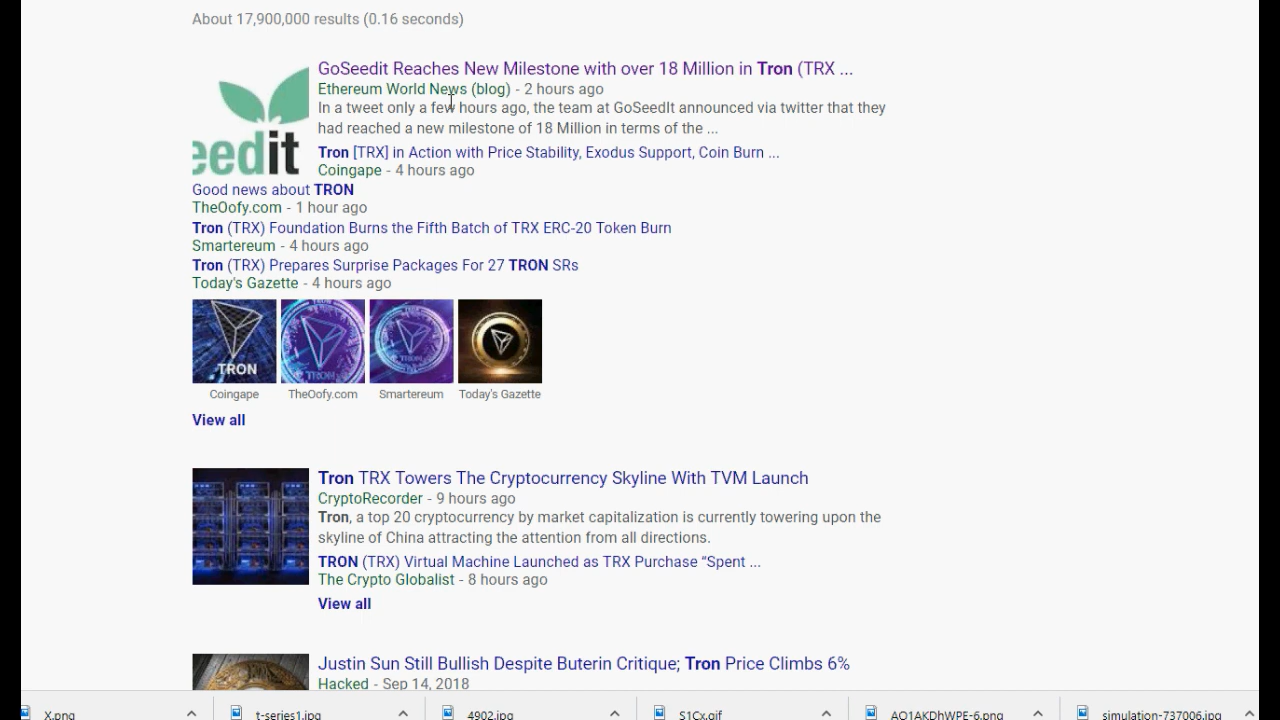 About 17,900,000 results (0.16 seconds)
GoSeedit Reaches New Milestone with over 18 Million in Tron (TRX ...
Ethereum World News (blog) - 2 hours ago
In a tweet only a few hours ago, the team at GoSeedIt announced via twitter that they
had reached a new milestone of 18 Million in terms of the ...
eedit
Tron [TRX] in Action with Price Stability, Exodus Support, Coin Burn ...
Coingape - 4 hours ago
Good news about TRON
TheOofy.com - 1 hour ago
Tron (TRX) Foundation Burns the Fifth Batch of TRX ERC-20 Token Burn
Smartereum - 4 hours ago
Tron (TRX) Prepares Surprise Packages For 27 TRON SRs
Today's Gazette - 4 hours ago
TRON
TRON
TRON
Coingape TheOofy.com Smartereum Today's Gazette
View all
Tron TRX Towers The Cryptocurrency Skyline With TVM Launch
CryptoRecorder - 9 hours ago
Tron, a top 20 cryptocurrency by market capitalization is currently towering upon the
skyline of China attracting the attention from all directions.
TRON (TRX) Virtual Machine Launched as TRX Purchase “Spent ...
The Crypto Globalist - 8 hours ago
View all
Justin Sun Still Bullish Despite Buterin Critique; Tron Price Climbs 6%
Hacked - Sep 14, 2018
X.png t-series1.jpg 4902.jpg S1Cx.gif AO1AKDhWPE-6.png simulation-737006.jpg